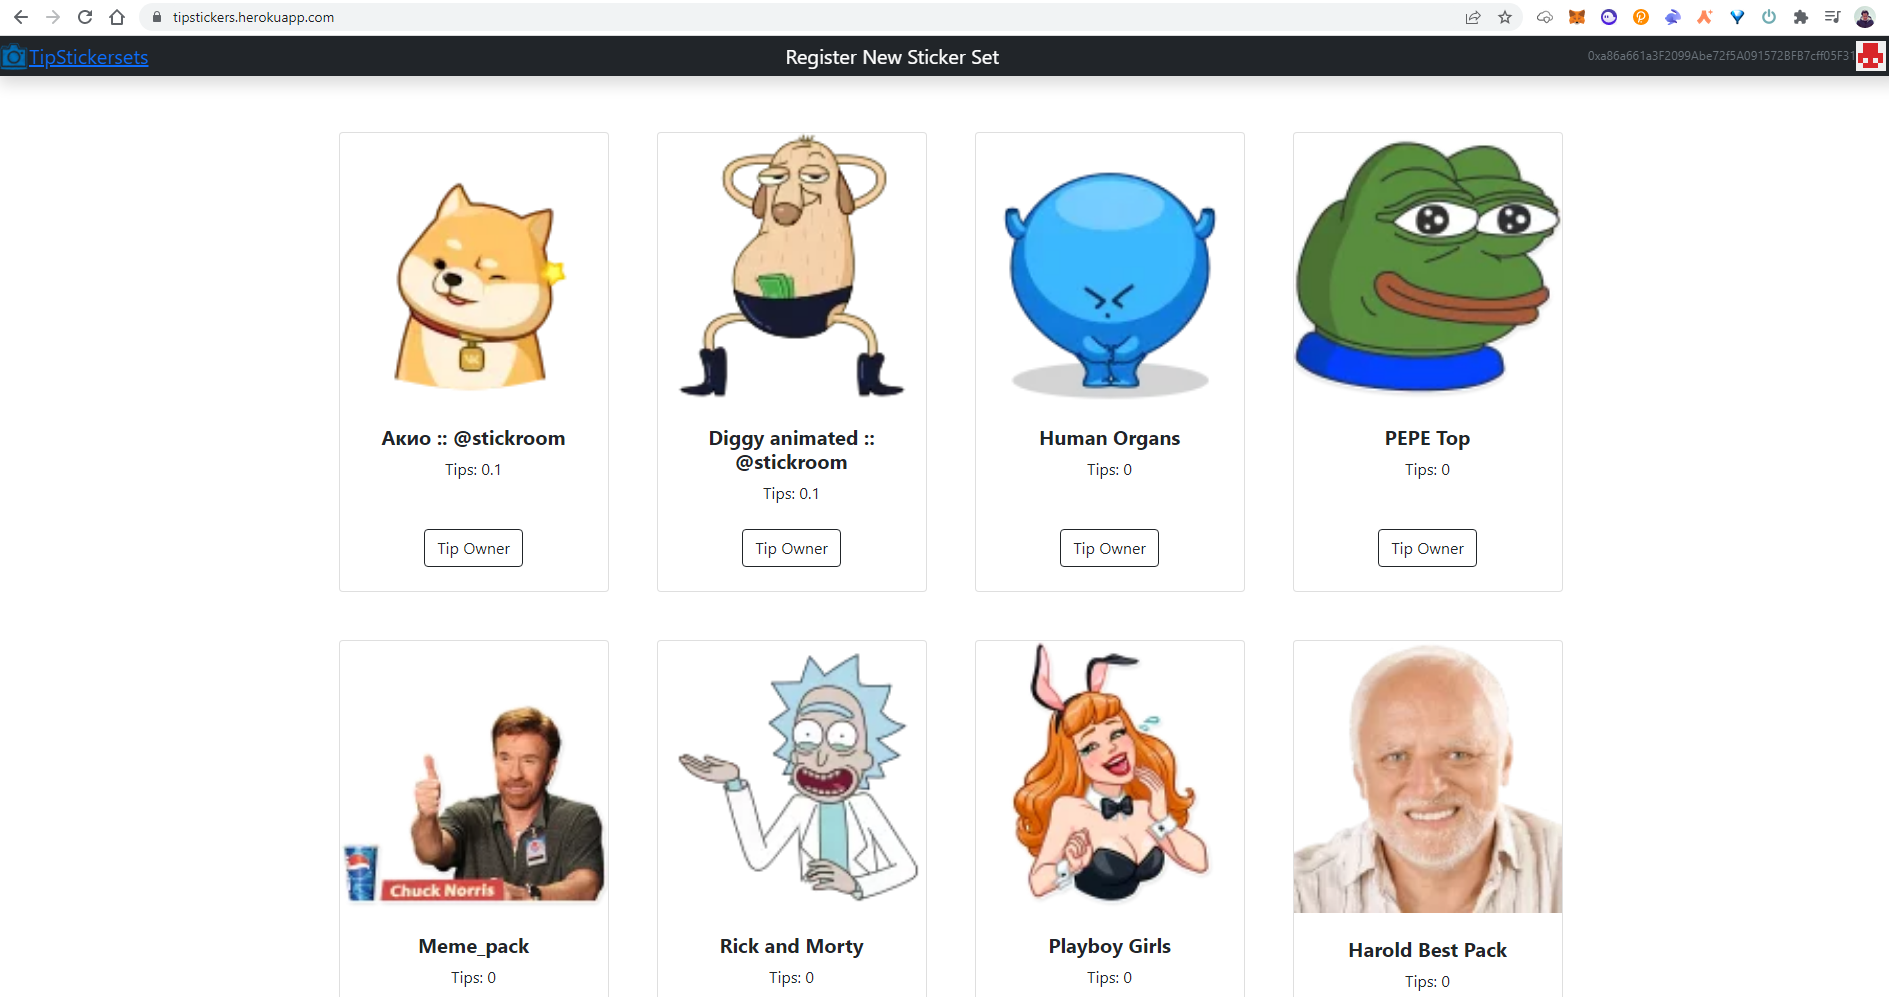 tipstickers.herokuapp.com
TipStickersets
Register New Sticker Set
0xa86a661a3F2099Abe72f5A091572BFB7cff05F31
Акио :: @stickroom
Tips: 0.1
Tip Owner
Diggy animated ::
@stickroom
Tips: 0.1
Tip Owner
Human Organs
Tips: 0
Tip Owner
PEPE Top
Tips: 0
Tip Owner
Chuck Norris
Meme_pack
Tips: 0
Rick and Morty
Tips: 0
Playboy Girls
Tips: 0
Harold Best Pack
Tips: 0